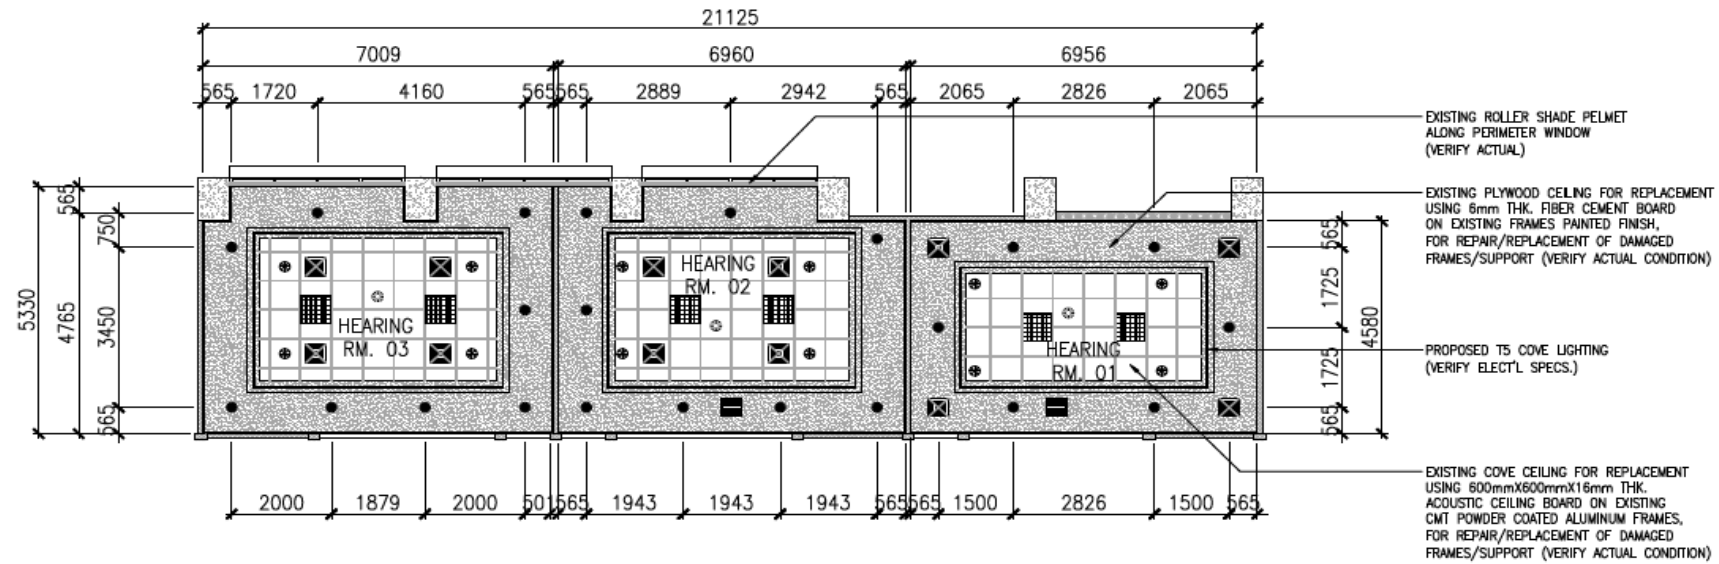 21125
7009 6960 6956
565 1720 4160 565 565 2889 2942 565 2065 2826 2065
EXISTING ROLLER SHADE PELMET
ALONG PERIMETER WINDOW
(VERIFY ACTUAL)
EXISTING PLYWOOD CEILING FOR REPLACEMENT
USING 6mm THK. FIBER CEMENT BOARD
ON EXISTING FRAMES PAINTED FINISH,
FOR REPAIR/REPLACEMENT OF DAMAGED
FRAMES/SUPPORT (VERIFY ACTUAL CONDITION)
5330
565 4765
750 3450 565
HEARING
RM. 03
HEARING
RM. 02
HEARING
RM. 01
565 1725 1725 565
4580
PROPOSED T5 COVE LIGHTING
(VERIFY ELECT'L SPECS.)
EXISTING COVE CEILING FOR REPLACEMENT
USING 600mmX600mmX16mm THK.
ACOUSTIC CEILING BOARD ON EXISTING
CMT POWDER COATED ALUMINUM FRAMES,
FOR REPAIR/REPLACEMENT OF DAMAGED
FRAMES/SUPPORT (VERIFY ACTUAL CONDITION)
2000 1879 2000 501 565 1943 1943 1943 565 565 1500 2826 1500 565